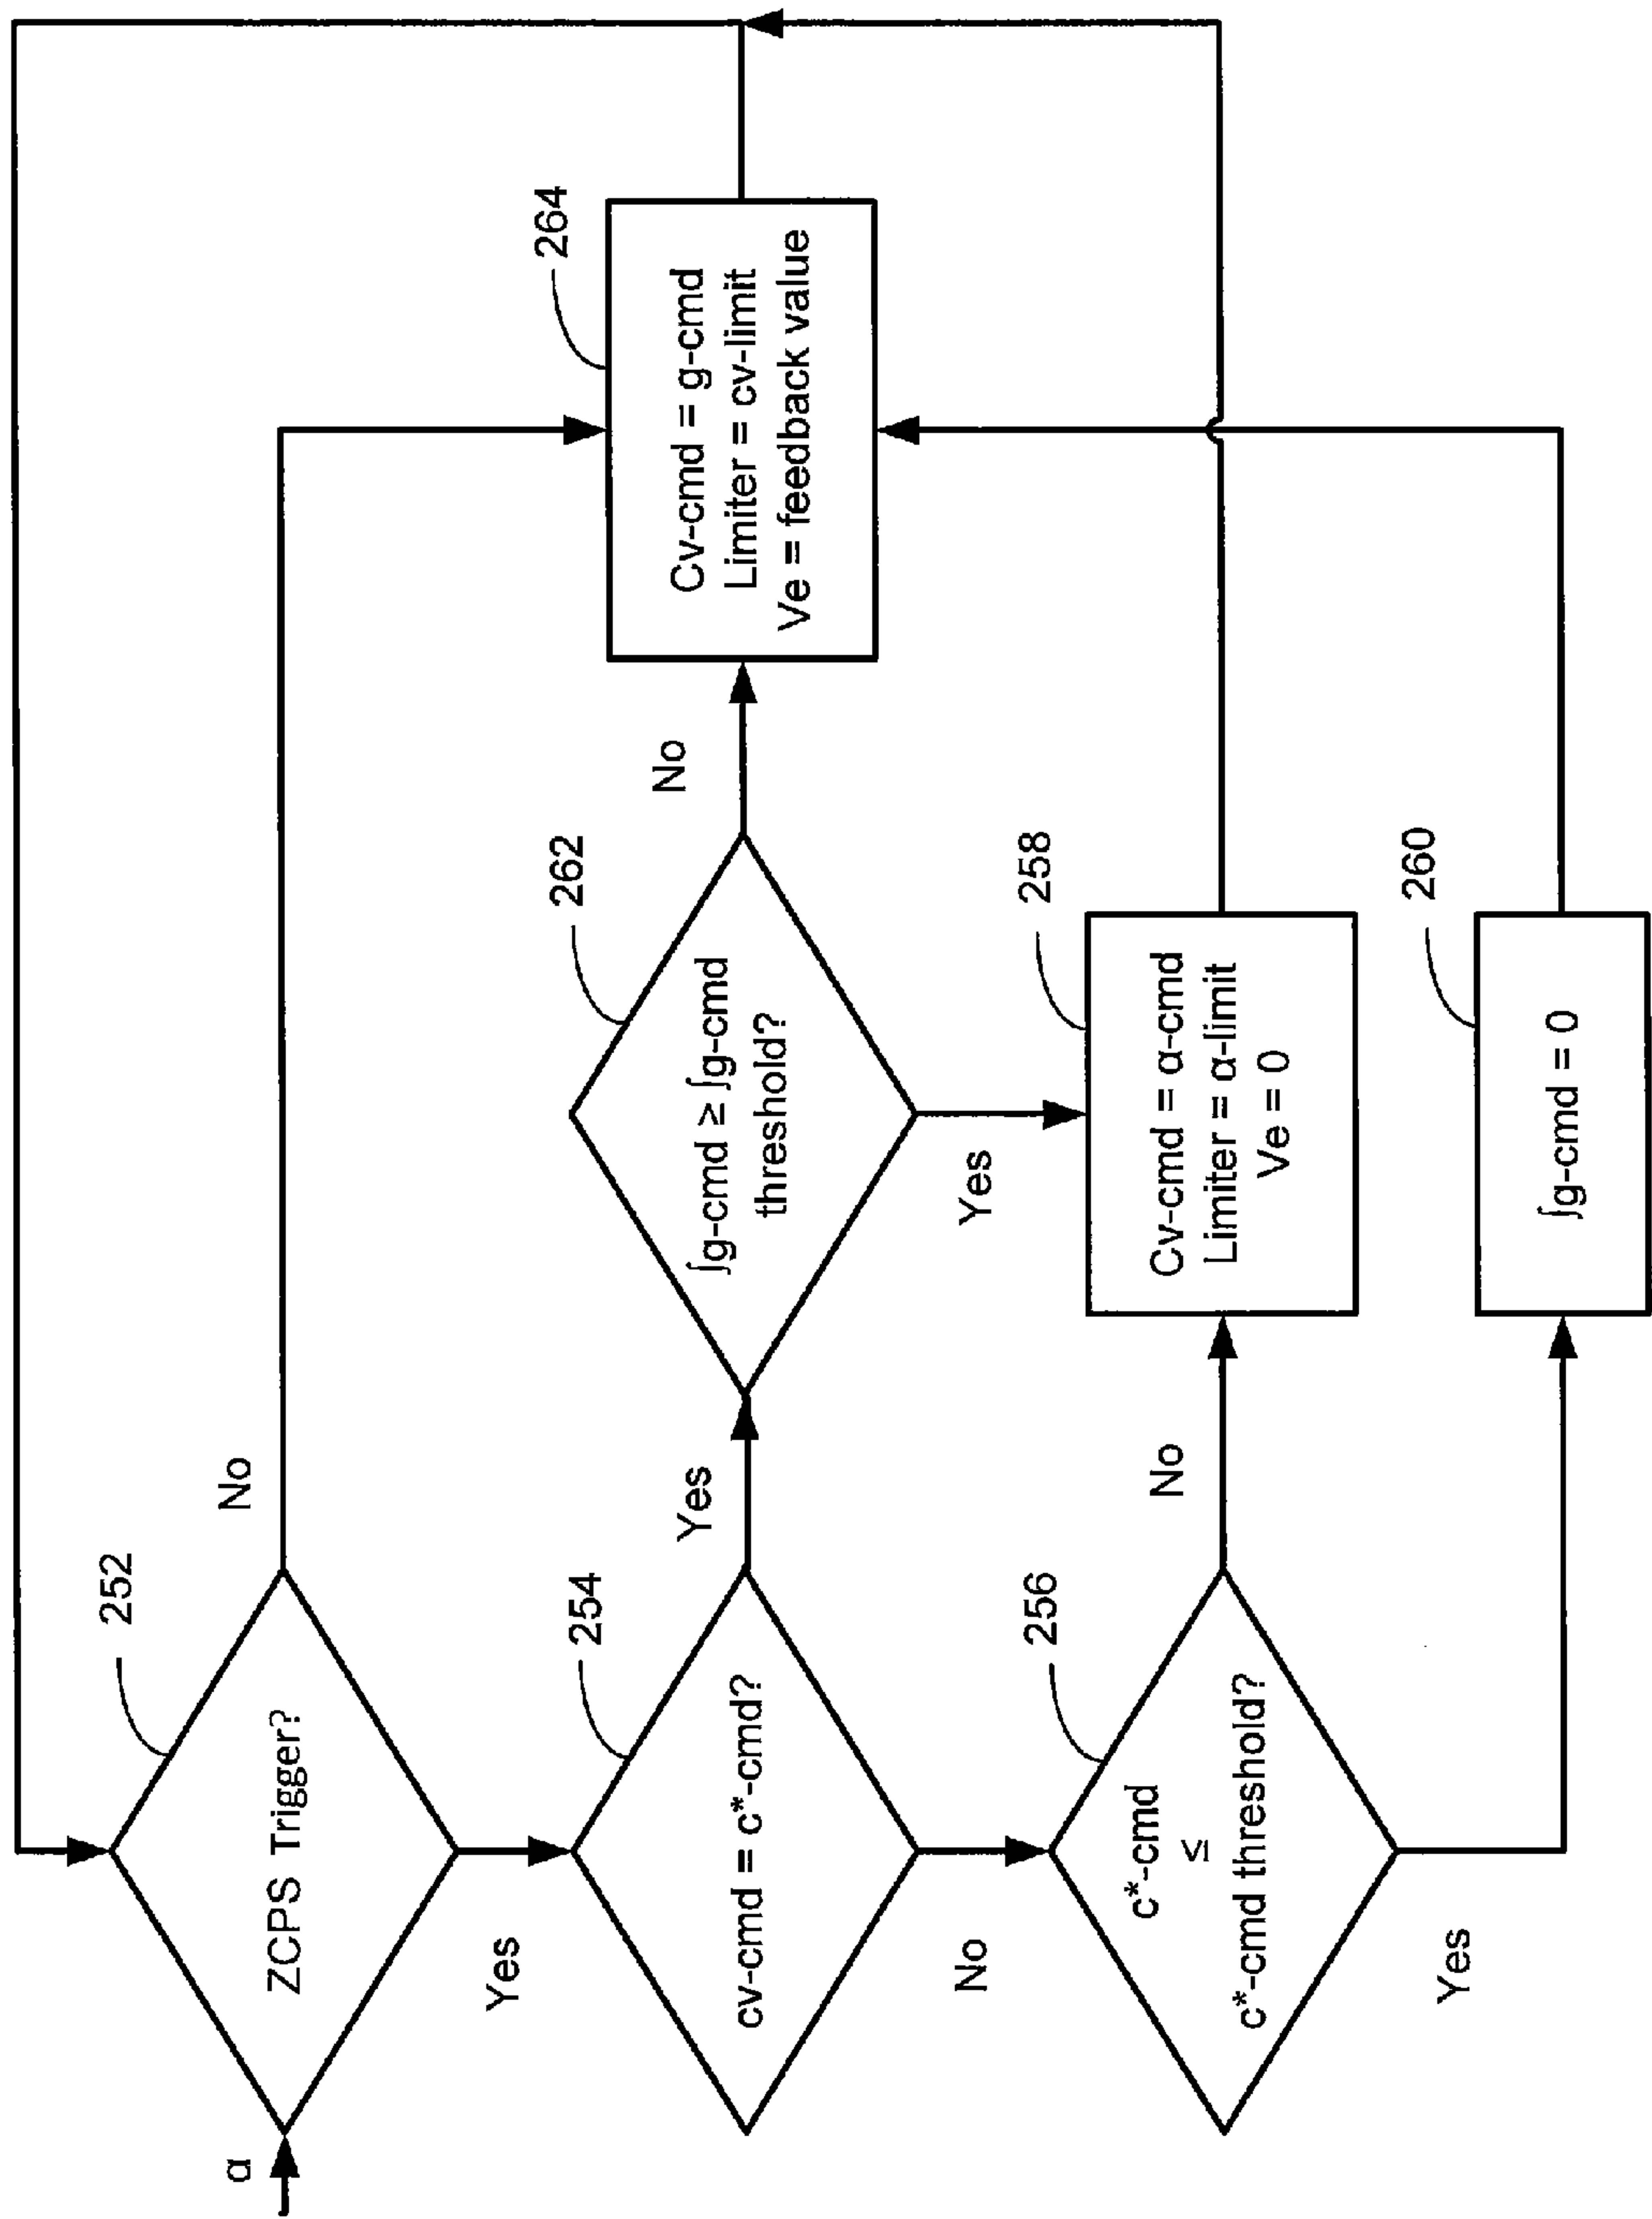 α
ZCPS Trigger?
252
No
Yes
cv-cmd = c*-cmd?
254
Yes
No
∫g-cmd ≥ ∫g-cmd
threshold?
262
No
Yes
Cv-cmd = g-cmd
Limiter = cv-limit
Ve = feedback value
264
c*-cmd
≤
c*-cmd threshold?
256
No
Yes
Cv-cmd = α-cmd
Limiter = α-limit
Ve = 0
258
∫g-cmd = 0
260